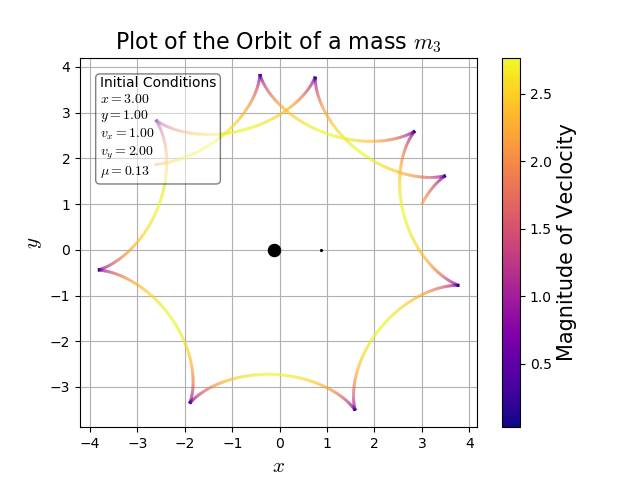 Plot of the Orbit of a mass m₃
Initial Conditions
x = 3.00
y = 1.00
vₓ = 1.00
v_y = 2.00
μ = 0.13
4
3
2
1
0
−1
−2
−3
y
−4 −3 −2 −1 0 1 2 3 4
x
2.5
2.0
1.5
1.0
0.5
Magnitude of Veclocity